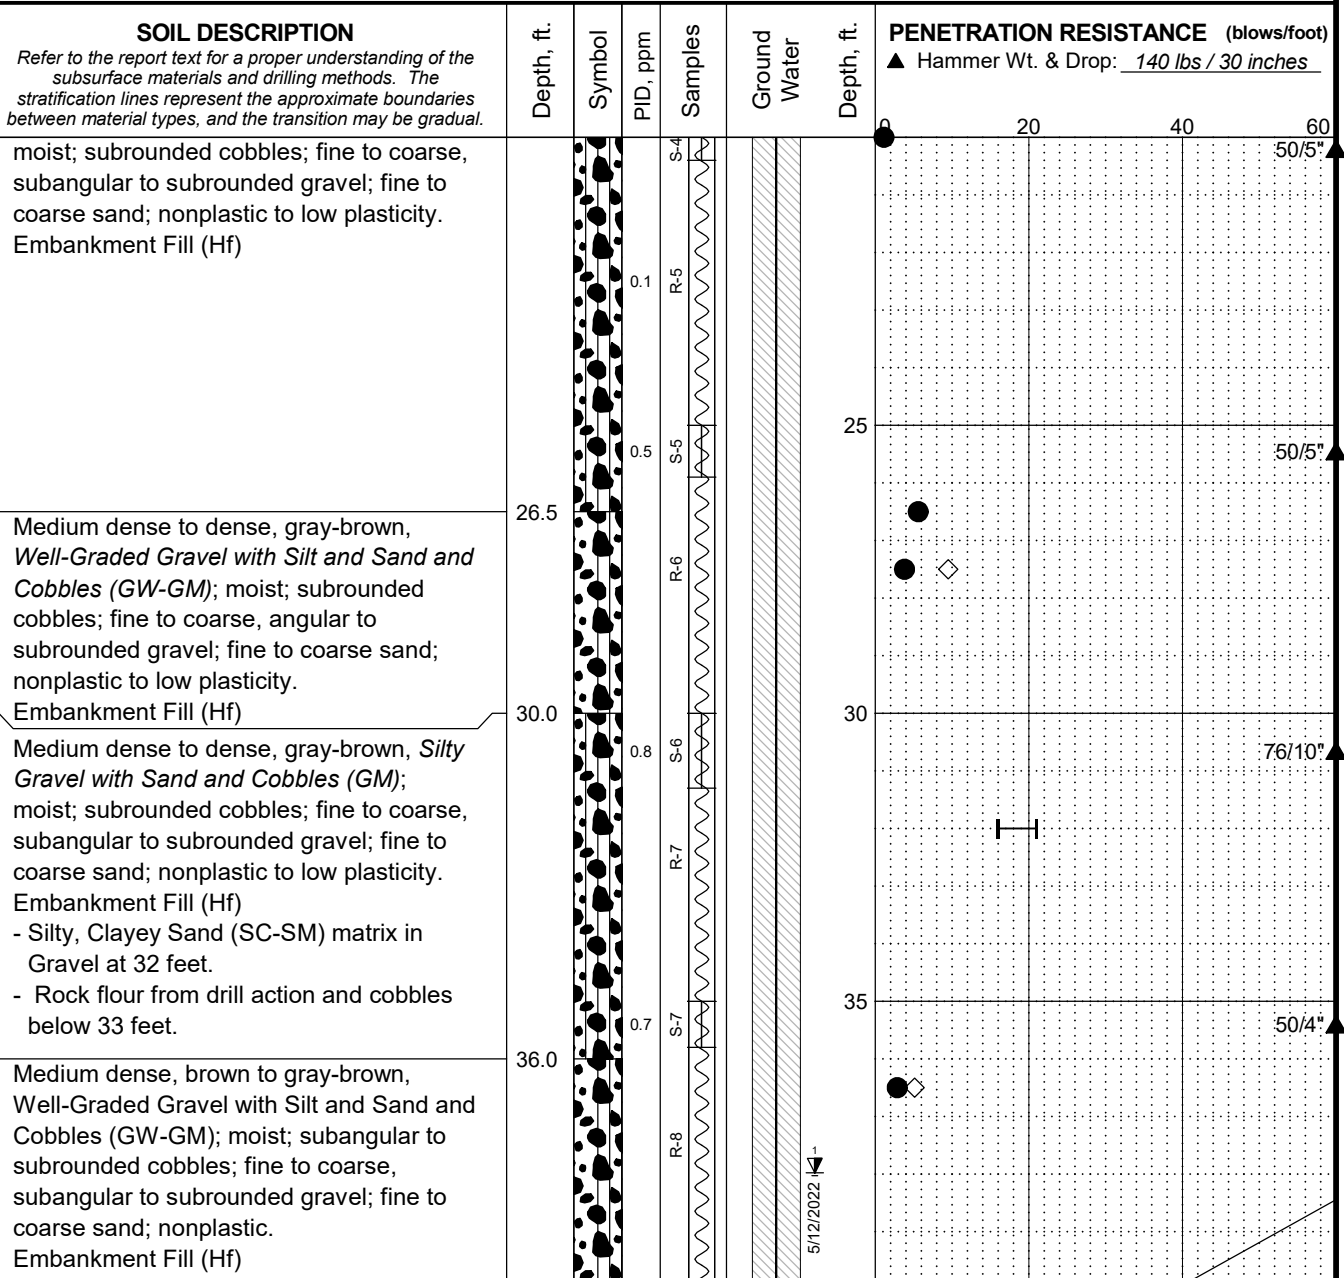 SOIL DESCRIPTION
Refer to the report text for a proper understanding of the
subsurface materials and drilling methods. The
stratification lines represent the approximate boundaries
between material types, and the transition may be gradual.
Depth, ft.
Symbol
PID, ppm
Samples
Ground
Water
Depth, ft.
PENETRATION RESISTANCE (blows/foot)
▲ Hammer Wt. & Drop: 140 lbs / 30 inches
0 20 40 60
moist; subrounded cobbles; fine to coarse,
subangular to subrounded gravel; fine to
coarse sand; nonplastic to low plasticity.
Embankment Fill (Hf)
S-4
50/5"
0.1
R-5
25
0.5
S-5
50/5"
26.5
Medium dense to dense, gray-brown,
Well-Graded Gravel with Silt and Sand and
Cobbles (GW-GM); moist; subrounded
cobbles; fine to coarse, angular to
subrounded gravel; fine to coarse sand;
nonplastic to low plasticity.
Embankment Fill (Hf)
R-6
30.0
30
Medium dense to dense, gray-brown, Silty
Gravel with Sand and Cobbles (GM);
moist; subrounded cobbles; fine to coarse,
subangular to subrounded gravel; fine to
coarse sand; nonplastic to low plasticity.
Embankment Fill (Hf)
- Silty, Clayey Sand (SC-SM) matrix in
Gravel at 32 feet.
- Rock flour from drill action and cobbles
below 33 feet.
0.8
S-6
76/10"
R-7
35
0.7
S-7
50/4"
36.0
Medium dense, brown to gray-brown,
Well-Graded Gravel with Silt and Sand and
Cobbles (GW-GM); moist; subangular to
subrounded cobbles; fine to coarse,
subangular to subrounded gravel; fine to
coarse sand; nonplastic.
Embankment Fill (Hf)
R-8
1
5/12/2022